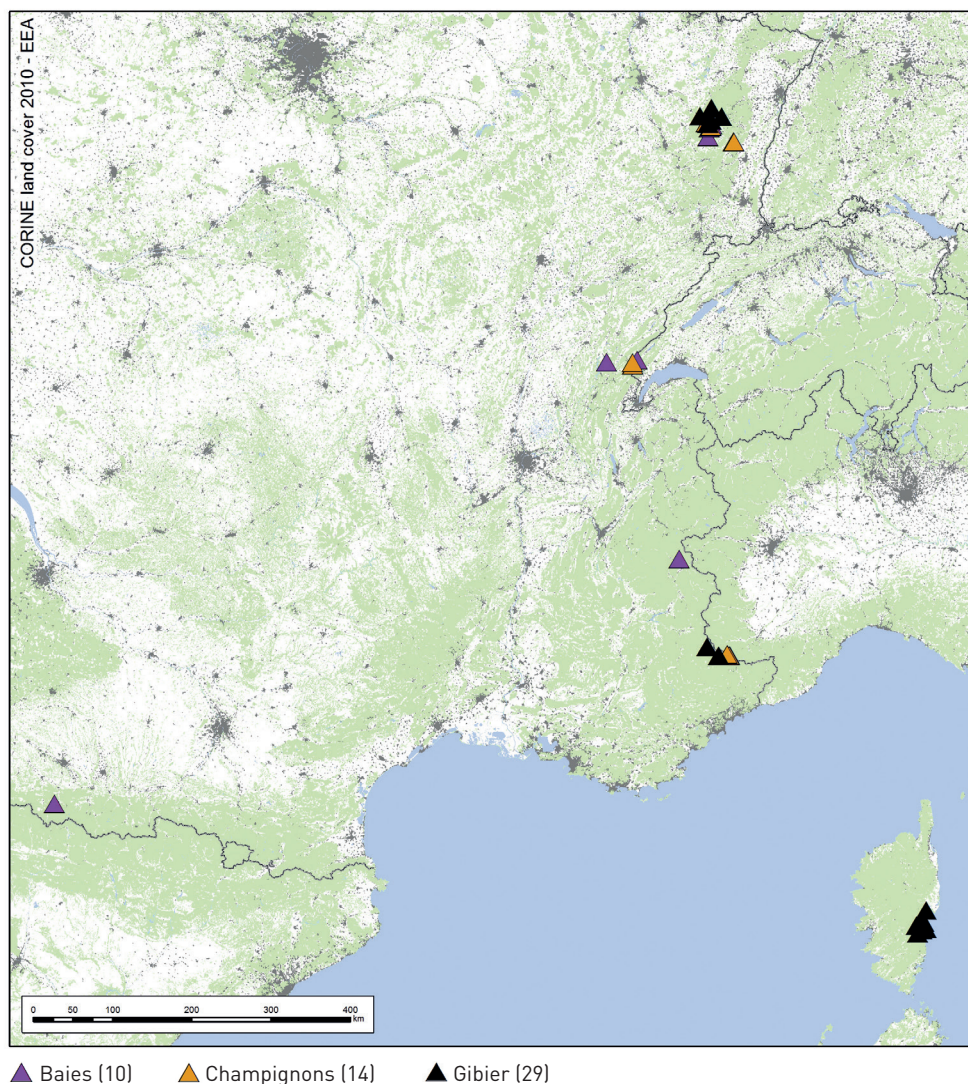 CORINE land cover 2010 - EEA
0 50 100 200 300 400
km
Baies (10) Champignons (14) Gibier (29)